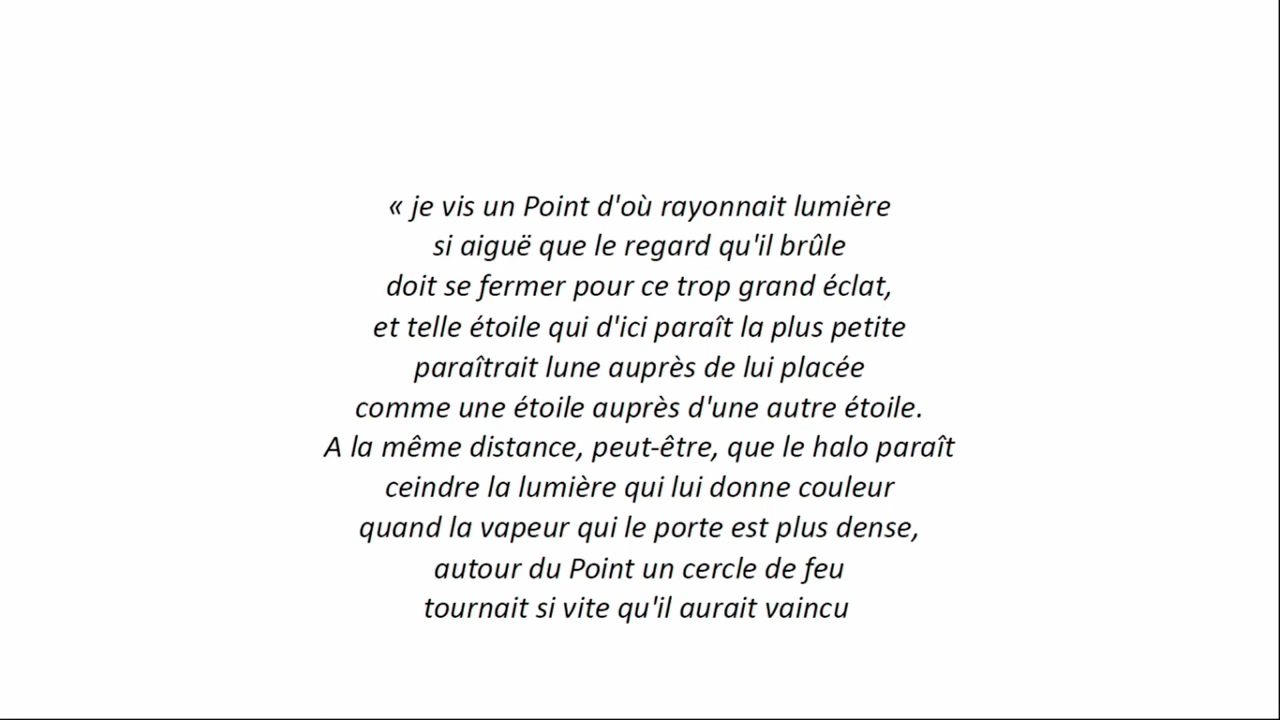 « je vis un Point d'où rayonnait lumière
si aiguë que le regard qu'il brûle
doit se fermer pour ce trop grand éclat,
et telle étoile qui d'ici paraît la plus petite
paraîtrait lune auprès de lui placée
comme une étoile auprès d'une autre étoile.
A la même distance, peut-être, que le halo paraît
ceindre la lumière qui lui donne couleur
quand la vapeur qui le porte est plus dense,
autour du Point un cercle de feu
tournait si vite qu'il aurait vaincu